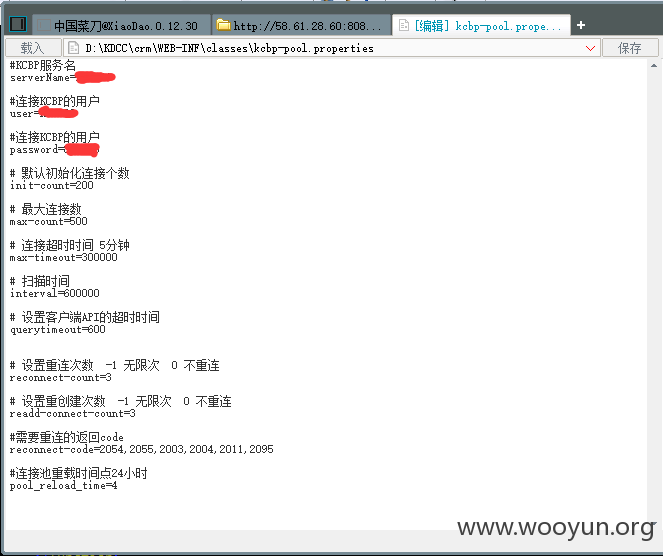 中国菜刀@XiaoDao.0.12.30
http://58.61.28.60:808...
[编辑] kcbp-pool.prope...
+
载入
D:\KDCC\crm\WEB-INF\classes\kcbp-pool.properties
保存
#KCBP服务名
serverName=
#连接KCBP的用户
user=
#连接KCBP的用户
password=
# 默认初始化连接个数
init-count=200
# 最大连接数
max-count=500
# 连接超时时间 5分钟
max-timeout=300000
# 扫描时间
interval=600000
# 设置客户端API的超时时间
querytimeout=600
# 设置重连次数 -1 无限次 0 不重连
reconnect-count=3
# 设置重创建次数 -1 无限次 0 不重连
readd-connect-count=3
#需要重连的返回code
reconnect-code=2054,2055,2003,2004,2011,2095
#连接池重载时间点24小时
pool_reload_time=4
www.wooyun.org